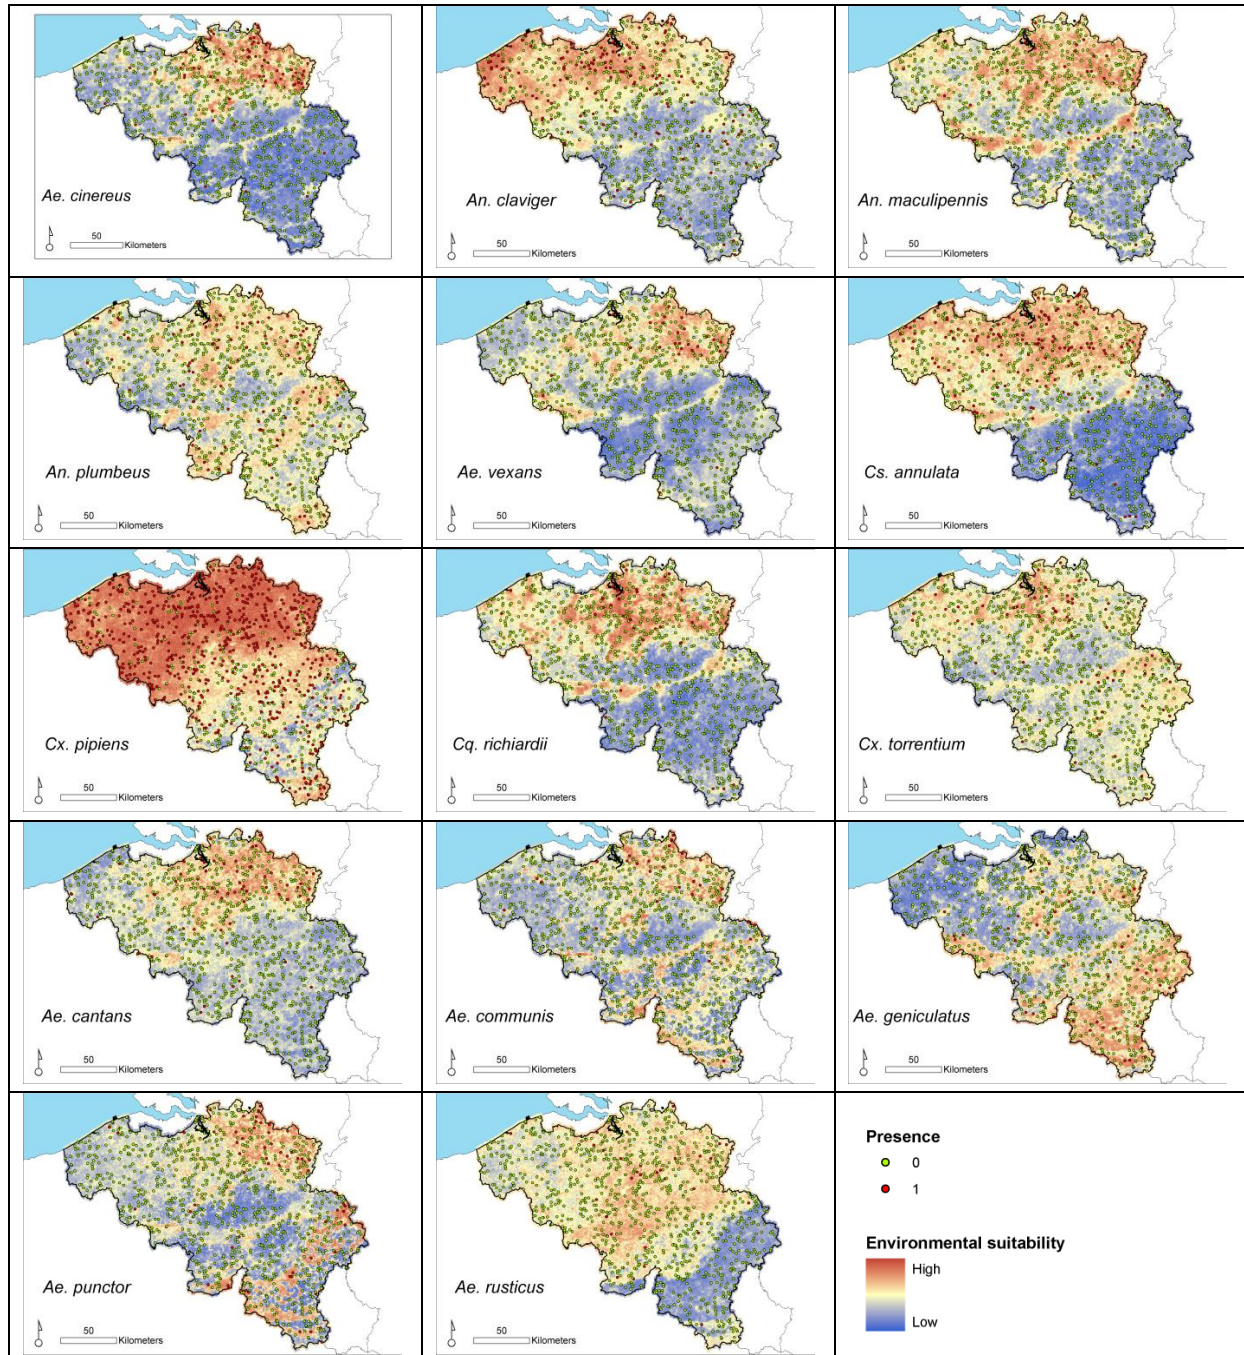 Ae. cinereus
50
Kilometers
An. claviger
50
Kilometers
An. maculipennis
50
Kilometers
An. plumbeus
50
Kilometers
Ae. vexans
50
Kilometers
Cs. annulata
50
Kilometers
Cx. pipiens
50
Kilometers
Cq. richiardii
50
Kilometers
Cx. torrentium
50
Kilometers
Ae. cantans
50
Kilometers
Ae. communis
50
Kilometers
Ae. geniculatus
50
Kilometers
Ae. punctor
50
Kilometers
Ae. rusticus
50
Kilometers
Presence
0
1
Environmental suitability
High
Low